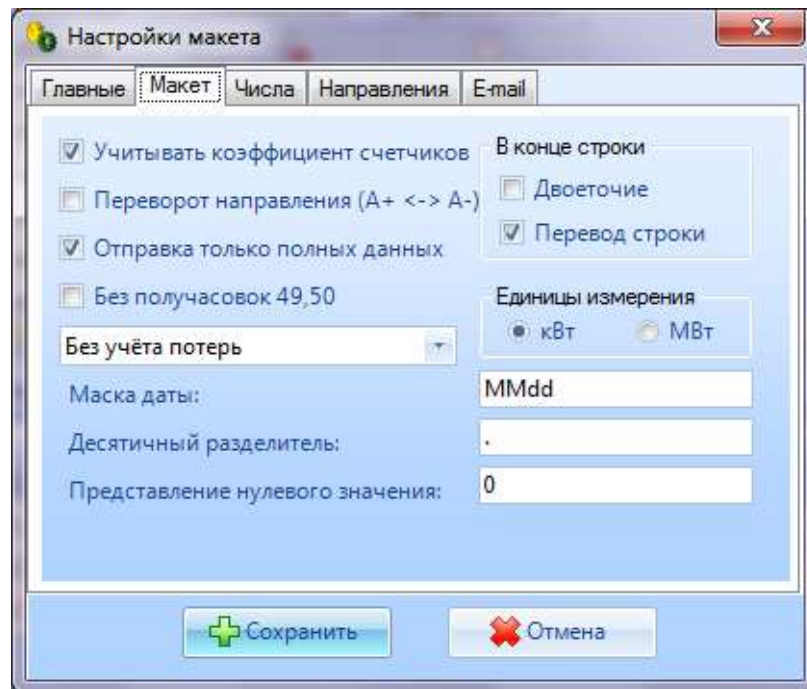 Настройки макета
Главные Макет Числа Направления E-mail
Учитывать коэффициент счетчиков
Переворот направления (А+ <-> А-)
Отправка только полных данных
Без получасовок 49,50
Без учёта потерь
В конце строки
Двоеточие
Перевод строки
Единицы измерения
кВт МВт
Маска даты: MMdd
Десятичный разделитель: .
Представление нулевого значения: 0
Сохранить Отмена